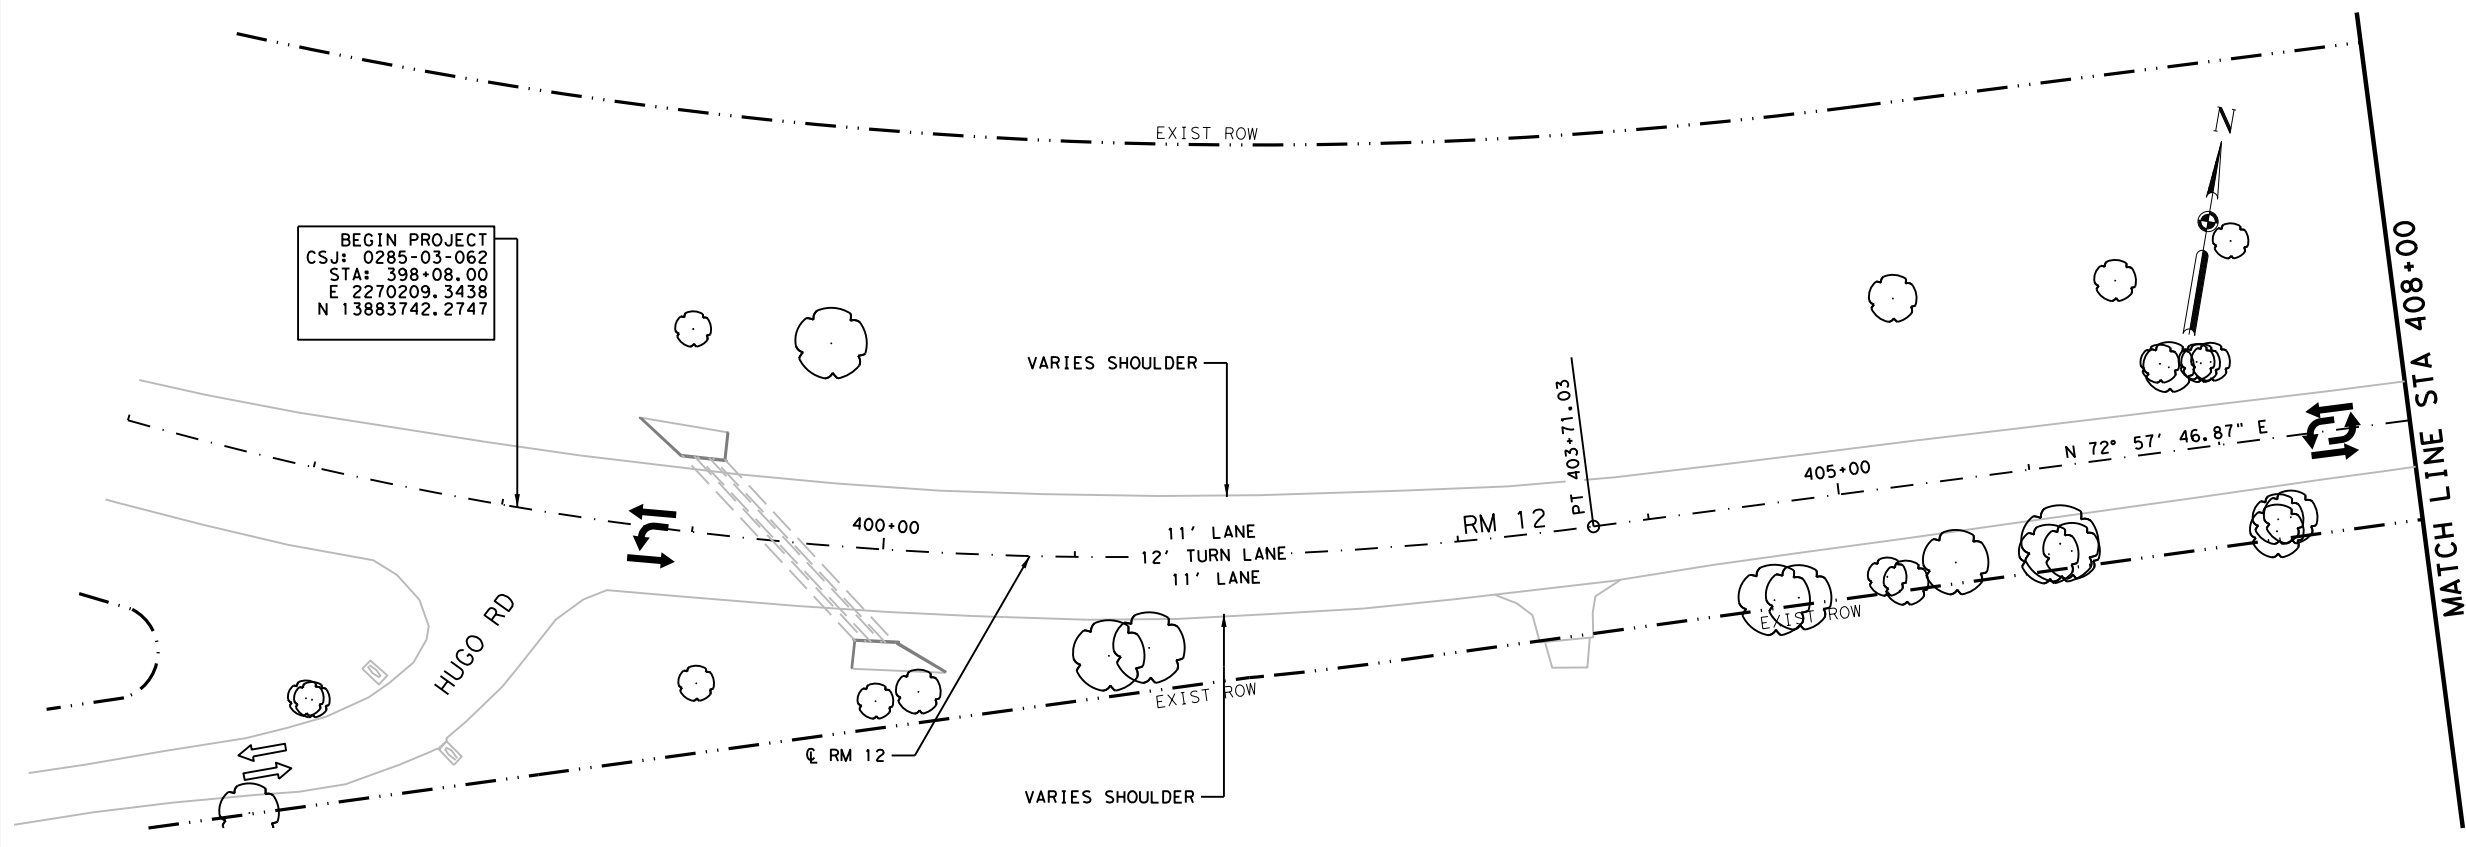 EXIST ROW
N
BEGIN PROJECT
CSJ: 0285-03-062
STA: 398+08.00
E 2270209.3438
N 13883742.2747
VARIES SHOULDER
PT 403+71.03
MATCH LINE STA 408+00
N 72° 57' 46.87" E
405+00
RM 12
400+00
11' LANE
12' TURN LANE
11' LANE
HUGO RD
EXIST ROW
EXIST ROW
℄ RM 12
VARIES SHOULDER